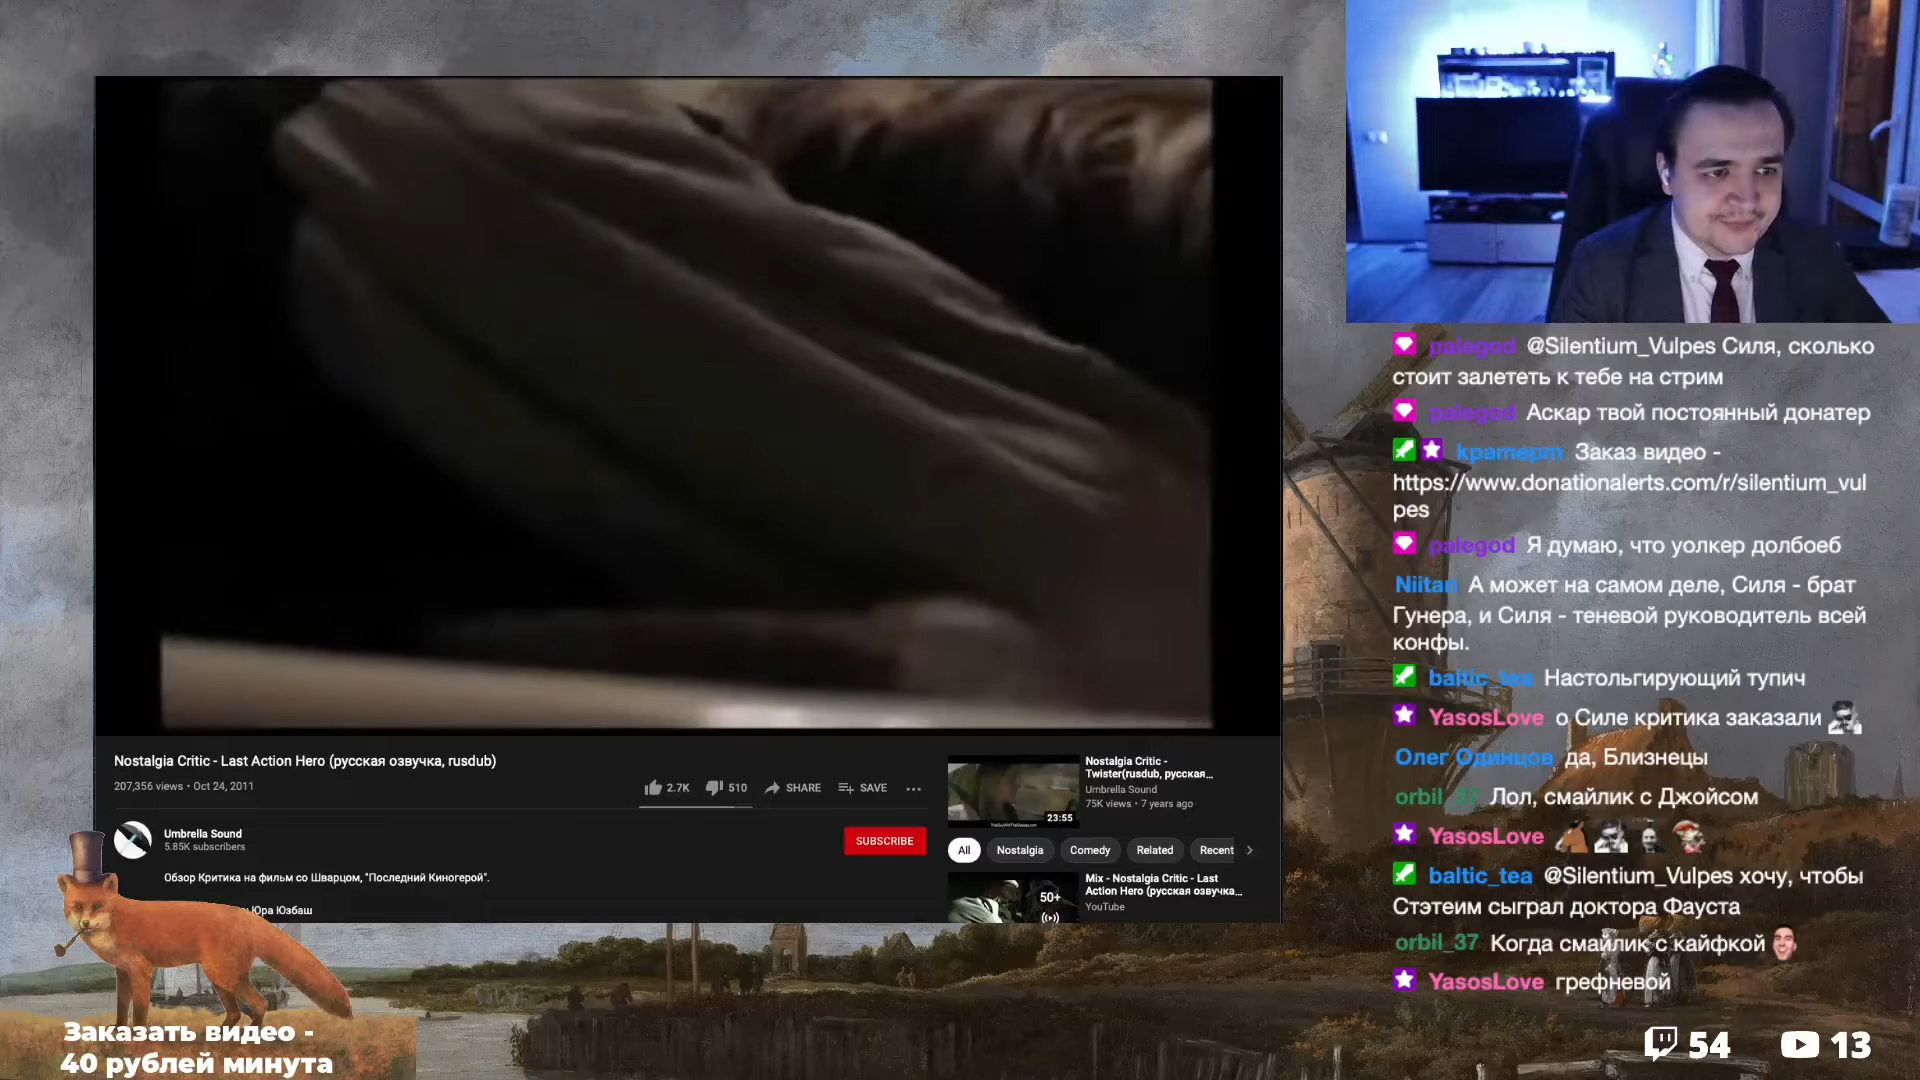 Nostalgia Critic - Last Action Hero (русская озвучка, rusdub)
207,356 views • Oct 24, 2011
2.7K
510
SHARE
SAVE
Umbrella Sound
5.85K subscribers
SUBSCRIBE
Обзор Критика на фильм со Шварцом, "Последний Киногерой".
Юра Юзбаш
23:55
Nostalgia Critic -
Twister(rusdub, русская...
Umbrella Sound
75K views • 7 years ago
All
Nostalgia
Comedy
Related
Recent
50+
Mix - Nostalgia Critic - Last
Action Hero (русская озвучка...
YouTube
palegod @Silentium_Vulpes Силя, сколько
стоит залететь к тебе на стрим
palegod Аскар твой постоянный донатер
kpamepm Заказ видео -
https://www.donationalerts.com/r/silentium_vul
pes
palegod Я думаю, что уолкер долбоеб
Niitan А может на самом деле, Силя - брат
Гунера, и Силя - теневой руководитель всей
конфы.
baltic_tea Настольгирующий тупич
YasosLove о Силе критика заказали
Олег Одинцов да, Близнецы
orbil_37 Лол, смайлик с Джойсом
YasosLove
baltic_tea @Silentium_Vulpes хочу, чтобы
Стэтеим сыграл доктора Фауста
orbil_37 Когда смайлик с кайфкой
YasosLove грефневой
Заказать видео -
40 рублей минута
54
13